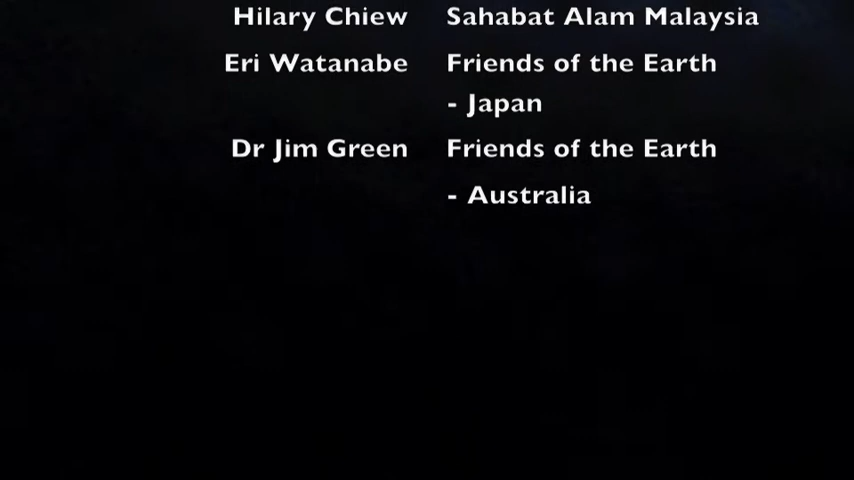 Hilary Chiew Sahabat Alam Malaysia
Eri Watanabe Friends of the Earth
- Japan
Dr Jim Green Friends of the Earth
- Australia